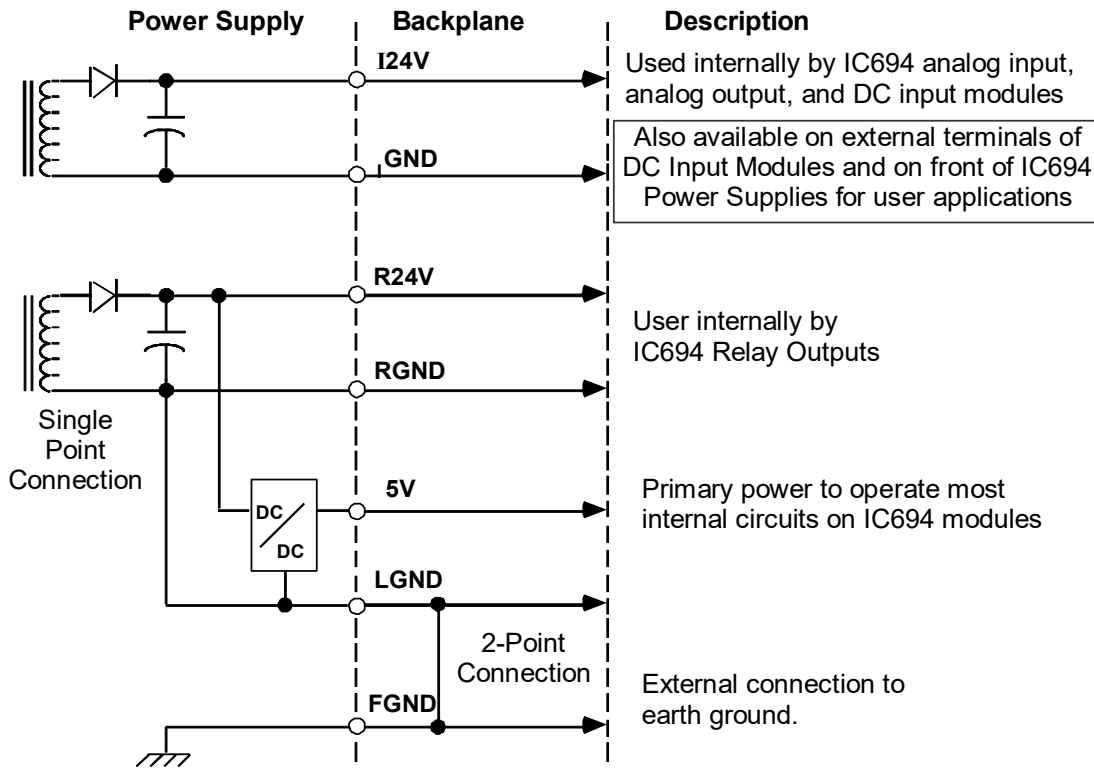 Power Supply
Backplane
Description
I24V
Used internally by IC694 analog input,
analog output, and DC input modules
GND
Also available on external terminals of
DC Input Modules and on front of IC694
Power Supplies for user applications
R24V
User internally by
IC694 Relay Outputs
RGND
Single
Point
Connection
DC
DC
5V
Primary power to operate most
internal circuits on IC694 modules
LGND
2-Point
Connection
FGND
External connection to
earth ground.